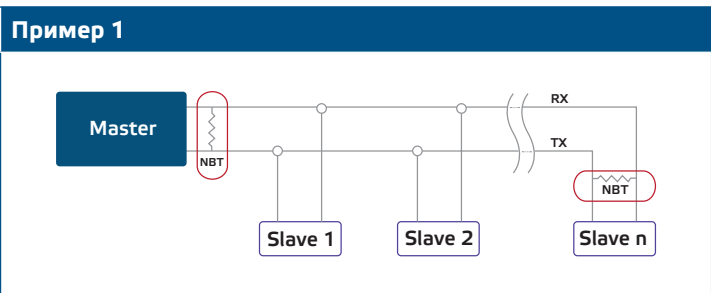 Пример 1
RX
Master
TX
NBT
NBT
Slave 1
Slave 2
Slave n